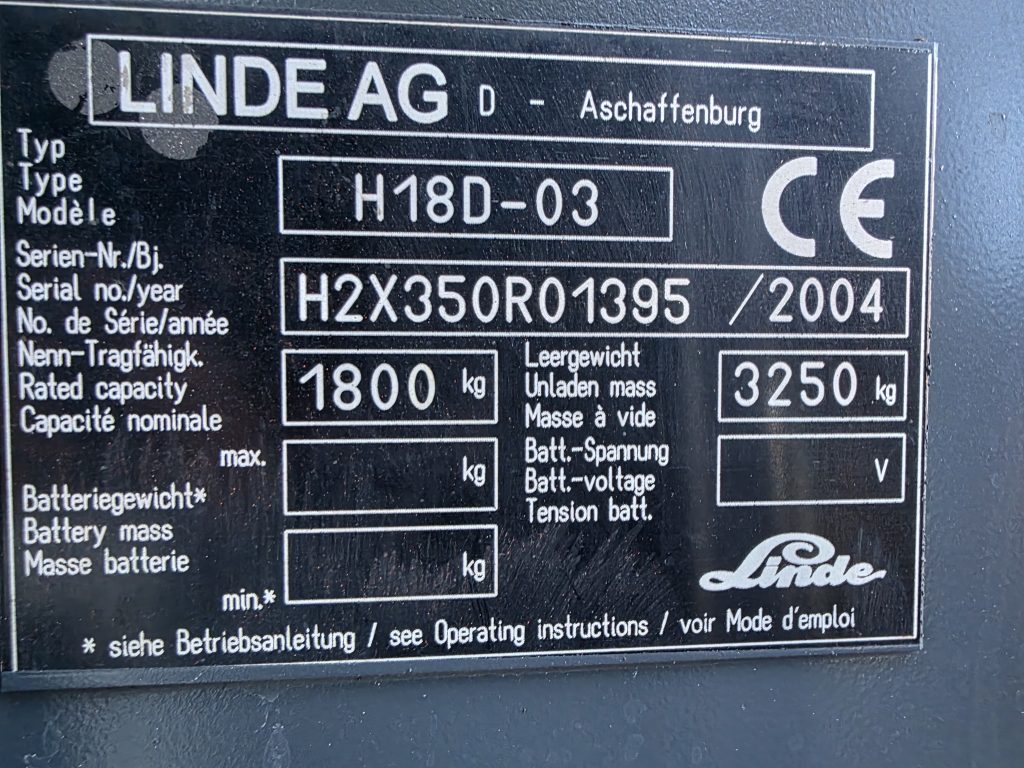 LINDE AG D - Aschaffenburg
Typ
Type
Modèle
H18D-03
CE
Serien-Nr./Bj.
Serial no./year
No. de Série/année
H2X350R01395 /2004
Nenn-Tragfähigk.
Rated capacity
Capacité nominale
1800 kg
Leergewicht
Unladen mass
Masse à vide
3250 kg
max.
kg
Batteriegewicht*
Battery mass
Masse batterie
min.*
kg
Batt.-Spannung
Batt.-voltage
Tension batt.
V
Linde
* siehe Betriebsanleitung / see Operating instructions / voir Mode d'emploi